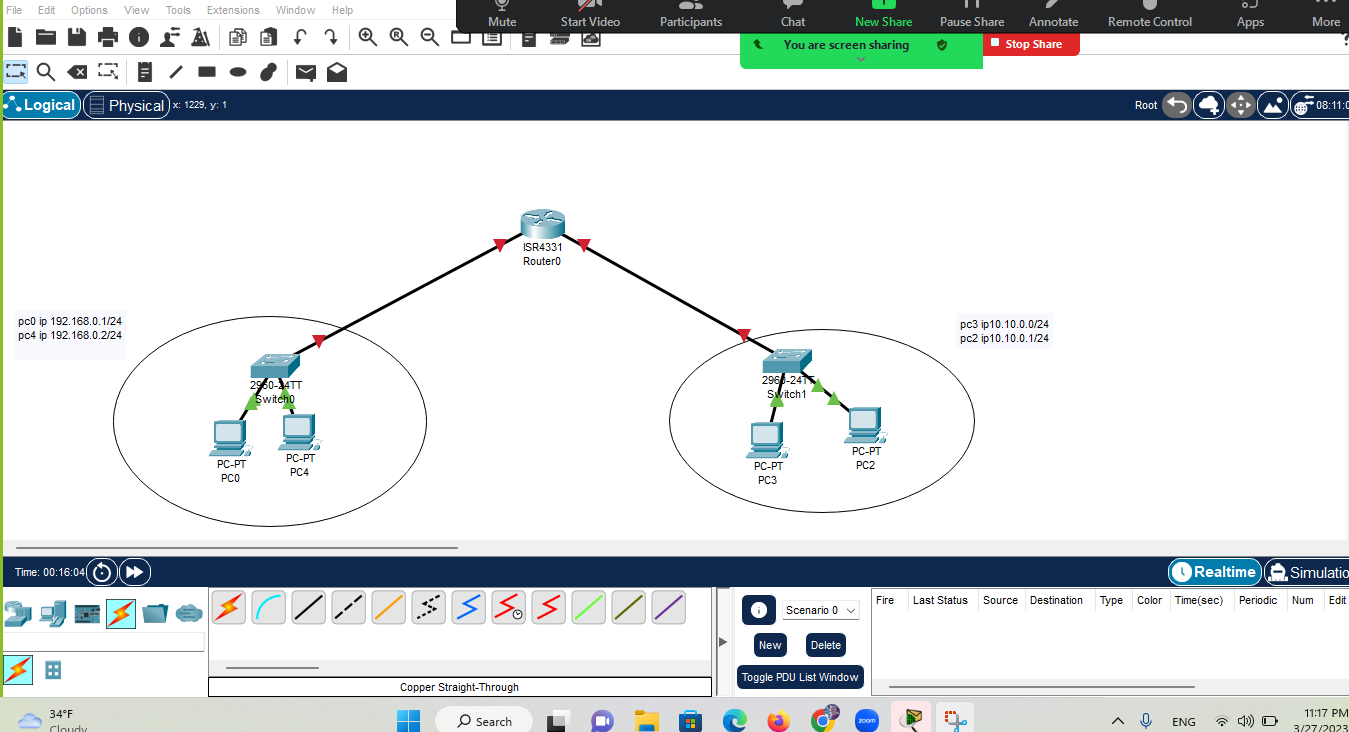 File Edit Options View Tools Extensions Window Help
Mute Start Video Participants Chat New Share Pause Share Annotate Remote Control Apps More
You are screen sharing Stop Share
Logical Physical x: 1229, y: 1 Root 08:11:0
ISR4331
Router0
pc0 ip 192.168.0.1/24
pc4 ip 192.168.0.2/24
pc3 ip10.10.0.0/24
pc2 ip10.10.0.1/24
2960-24TT
Switch0
2960-24TT
Switch1
PC-PT
PC0
PC-PT
PC4
PC-PT
PC3
PC-PT
PC2
Time: 00:16:04 Realtime Simulatio
Scenario 0
New Delete
Toggle PDU List Window
Fire Last Status Source Destination Type Color Time(sec) Periodic Num Edit
Copper Straight-Through
34°F
Cloudy
Search
zoom
ENG
11:17 PM
3/27/2023